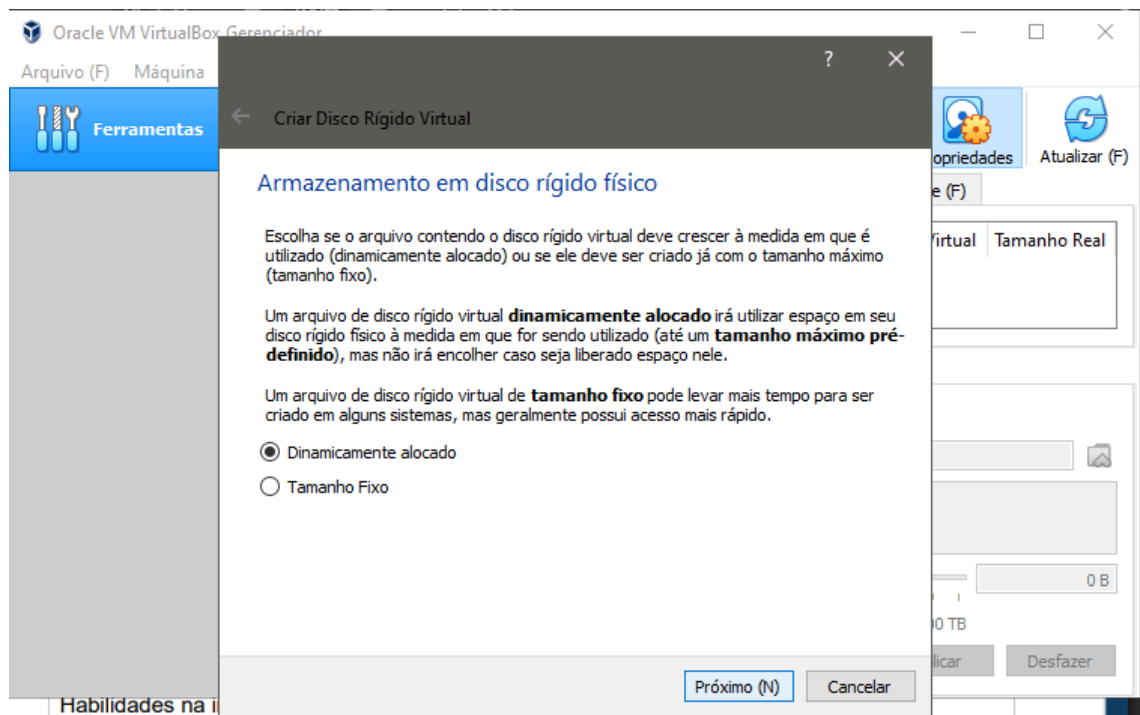 Oracle VM VirtualBox Gerenciador
Arquivo (F) Máquina
? ×
Ferramentas
Criar Disco Rígido Virtual
opriedades
Atualizar (F)
Armazenamento em disco rígido físico
e (F)
Escolha se o arquivo contendo o disco rígido virtual deve crescer à medida em que é
utilizado (dinamicamente alocado) ou se ele deve ser criado já com o tamanho máximo
(tamanho fixo).
Virtual Tamanho Real
Um arquivo de disco rígido virtual dinamicamente alocado irá utilizar espaço em seu
disco rígido físico à medida em que for sendo utilizado (até um tamanho máximo pré-
definido), mas não irá encolher caso seja liberado espaço nele.
Um arquivo de disco rígido virtual de tamanho fixo pode levar mais tempo para ser
criado em alguns sistemas, mas geralmente possui acesso mais rápido.
Dinamicamente alocado
Tamanho Fixo
0 B
00 TB
licar
Desfazer
Próximo (N)
Cancelar
Habilidades na i